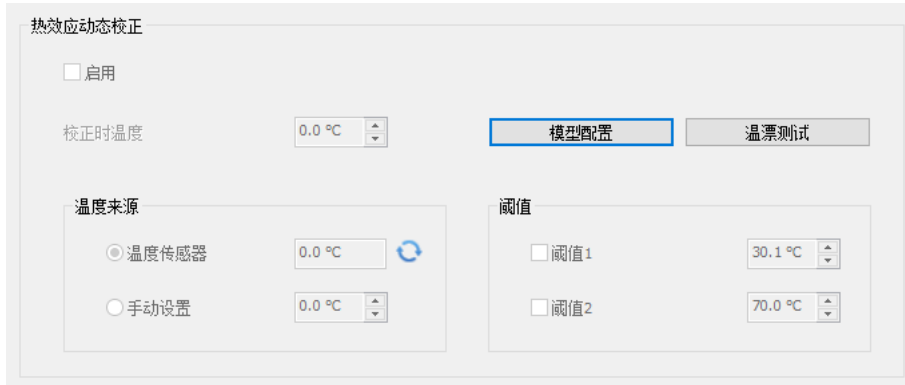 热效应动态校正
启用
校正时温度 0.0 °C 模型配置 温漂测试
温度来源 阈值
温度传感器 0.0 °C 阈值1 30.1 °C
手动设置 0.0 °C 阈值2 70.0 °C